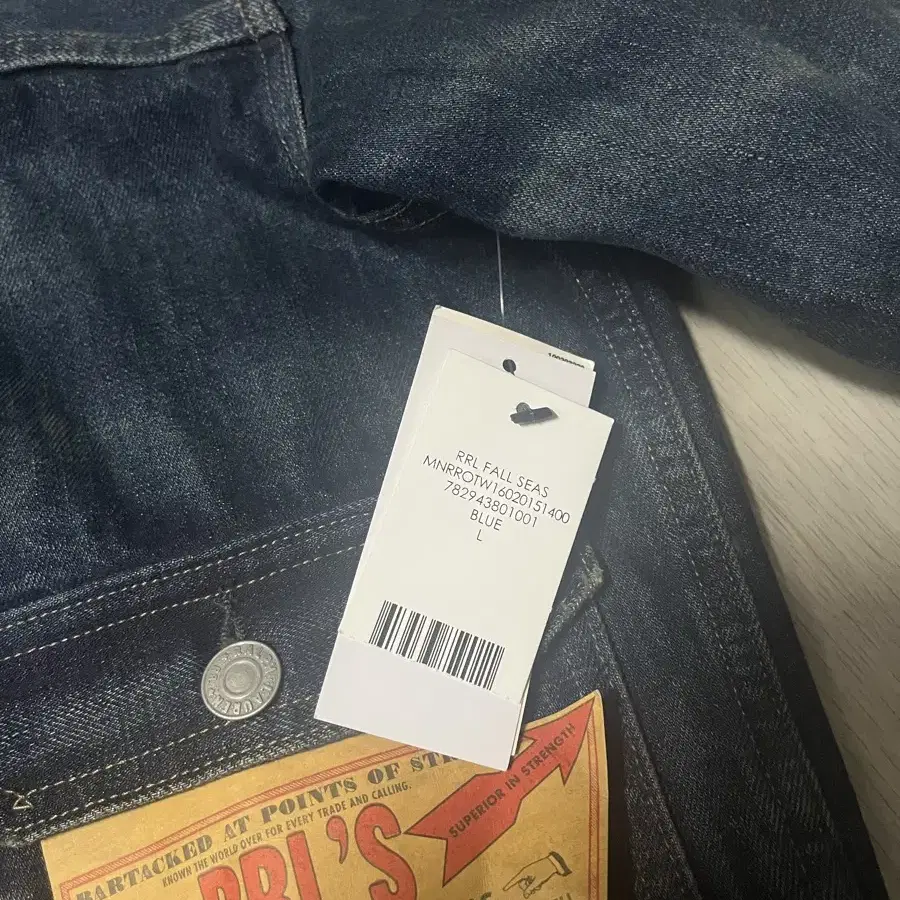 RRL FALL SEAS
MNRROTW16020151400
782943801001
BLUE
L
BARTACKED AT POINTS OF
KNOWN THE WORLD OVER FOR EVERY TRADE AND CALLING.
RRL'S
SUPERIOR IN STRENGTH